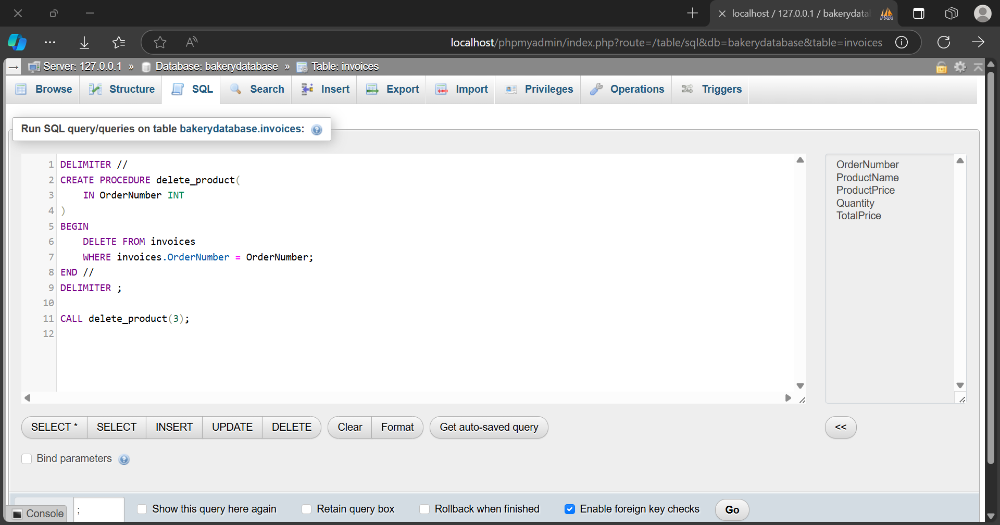 localhost / 127.0.0.1 / bakerydatal
localhost/phpmyadmin/index.php?route=/table/sql&db=bakerydatabase&table=invoices
Server: 127.0.0.1 » Database: bakerydatabase » Table: invoices
Browse Structure SQL Search Insert Export Import Privileges Operations Triggers
Run SQL query/queries on table bakerydatabase.invoices:
1 DELIMITER //
2 CREATE PROCEDURE delete_product(
3 IN OrderNumber INT
4 )
5 BEGIN
6 DELETE FROM invoices
7 WHERE invoices.OrderNumber = OrderNumber;
8 END //
9 DELIMITER ;
10
11 CALL delete_product(3);
12
OrderNumber
ProductName
ProductPrice
Quantity
TotalPrice
SELECT * SELECT INSERT UPDATE DELETE Clear Format Get auto-saved query <<
Bind parameters
Console ; Show this query here again Retain query box Rollback when finished Enable foreign key checks Go